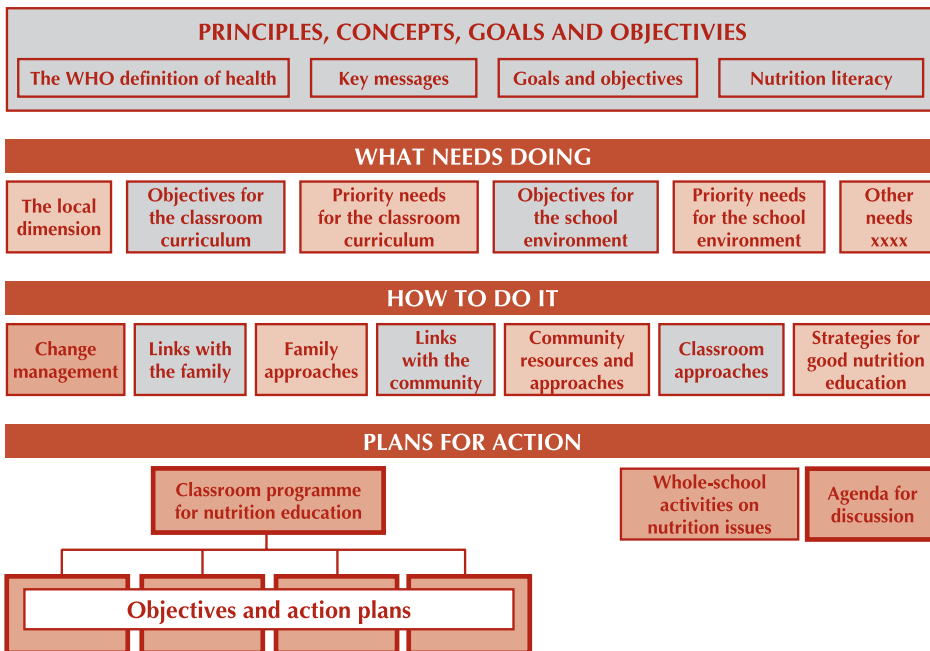 PRINCIPLES, CONCEPTS, GOALS AND OBJECTIVIES
The WHO definition of health
Key messages
Goals and objectives
Nutrition literacy
WHAT NEEDS DOING
The local
dimension
Objectives for
the classroom
curriculum
Priority needs
for the classroom
curriculum
Objectives for
the school
environment
Priority needs
for the school
environment
Other
needs
xxxx
HOW TO DO IT
Change
management
Links with
the family
Family
approaches
Links
with the
community
Community
resources and
approaches
Classroom
approaches
Strategies for
good nutrition
education
PLANS FOR ACTION
Classroom programme
for nutrition education
Whole-school
activities on
nutrition issues
Agenda for
discussion
Objectives and action plans